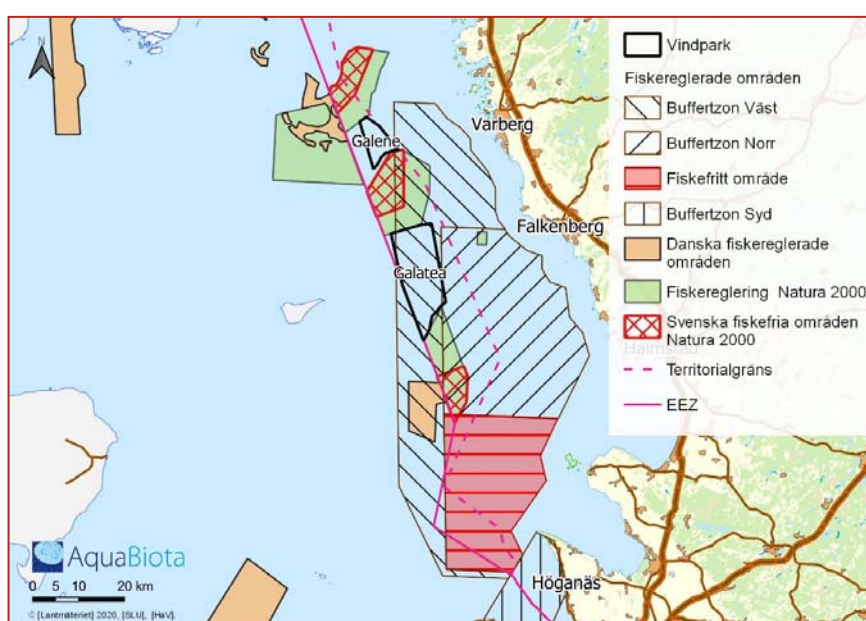 N
Galene
Varberg
Falkenberg
Galatea
Höganäs
Vindpark
Fiskereglerade områden
Buffertzon Väst
Buffertzon Norr
Fiskefritt område
Buffertzon Syd
Danska fiskereglerade
områden
Fiskereglering Natura 2000
Svenska fiskefria områden
Natura 2000
Halmstad
Territorialgräns
EEZ
AquaBiota
0 5 10 20 km
© [Lantmäteriet] 2020, [SLU], [HaV].